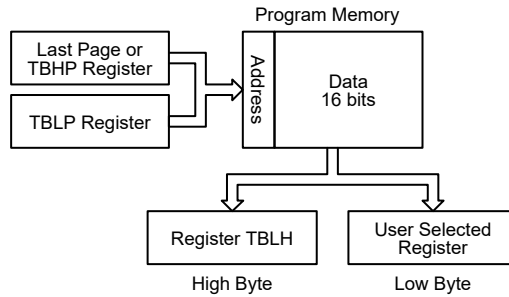 Program Memory
Last Page or
TBHP Register
TBLP Register
Address
Data
16 bits
Register TBLH
User Selected
Register
High Byte
Low Byte